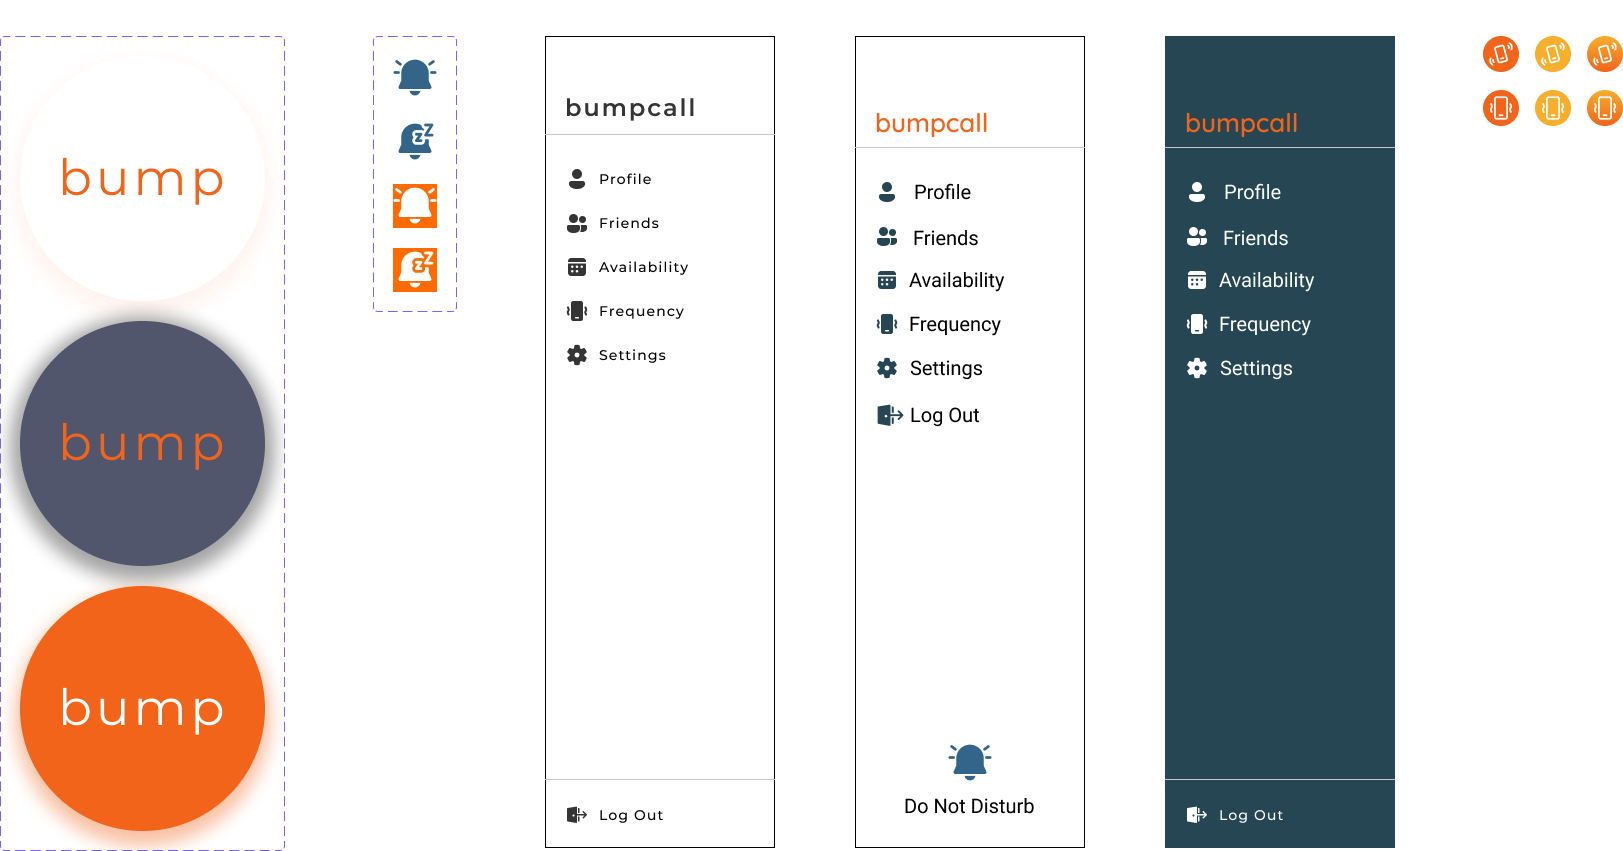 bump
bump
bump
bumpcall
Profile
Friends
Availability
Frequency
Settings
Log Out
bumpcall
Profile
Friends
Availability
Frequency
Settings
Log Out
Do Not Disturb
bumpcall
Profile
Friends
Availability
Frequency
Settings
Log Out